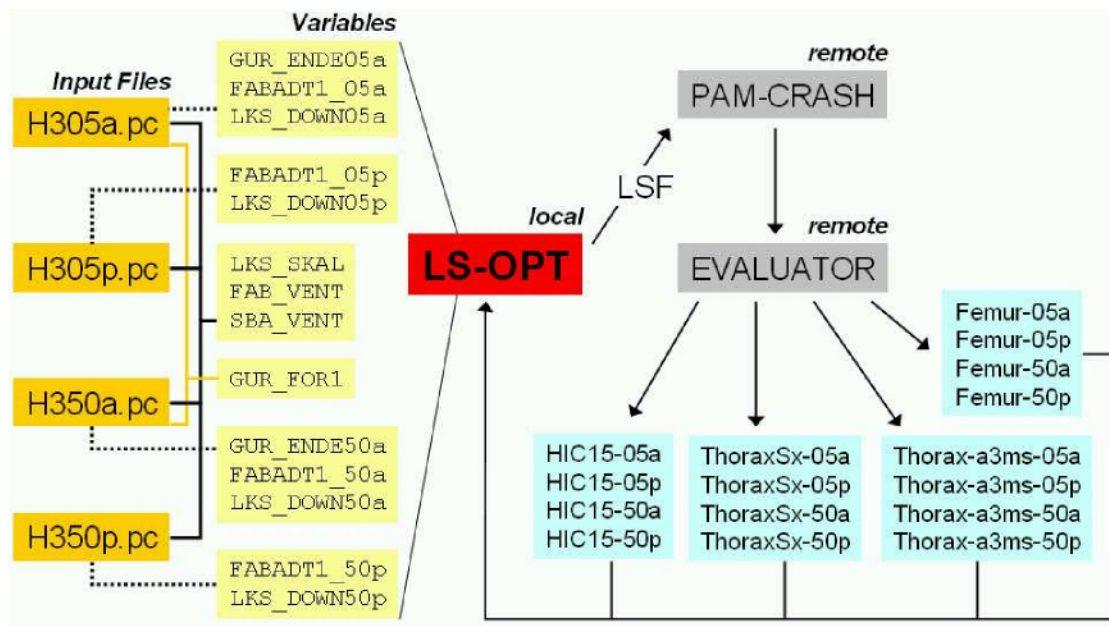 Variables
Input Files
H305a.pc
H305p.pc
H350a.pc
H350p.pc
GUR_ENDE05a
FABADT1_05a
LKS_DOWN05a
FABADT1_05p
LKS_DOWN05p
LKS_SKAL
FAB_VENT
SBA_VENT
GUR_FOR1
GUR_ENDE50a
FABADT1_50a
LKS_DOWN50a
FABADT1_50p
LKS_DOWN50p
local
LS-OPT
LSF
remote
PAM-CRASH
remote
EVALUATOR
Femur-05a
Femur-05p
Femur-50a
Femur-50p
HIC15-05a
HIC15-05p
HIC15-50a
HIC15-50p
ThoraxSx-05a
ThoraxSx-05p
ThoraxSx-50a
ThoraxSx-50p
Thorax-a3ms-05a
Thorax-a3ms-05p
Thorax-a3ms-50a
Thorax-a3ms-50p